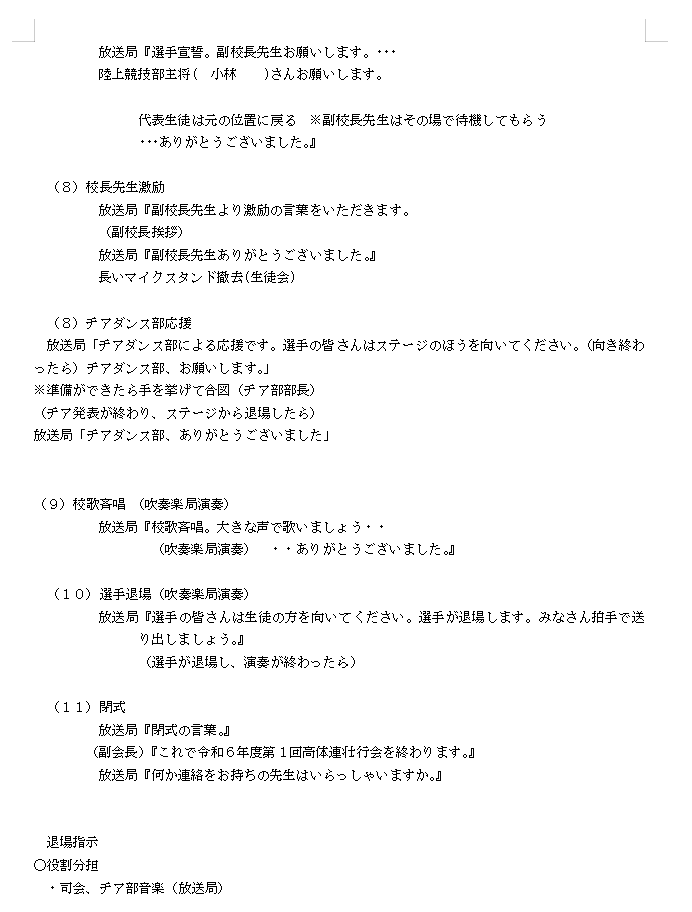 放送局『選手宣誓。副校長先生お願いします。･･･
陸上競技部主将(　小林　　)さんお願いします。
代表生徒は元の位置に戻る　※副校長先生はその場で待機してもらう
･･･ありがとうございました。』
（８）校長先生激励
放送局『副校長先生より激励の言葉をいただきます。
（副校長挨拶）
放送局『副校長先生ありがとうございました。』
長いマイクスタンド撤去(生徒会)
（８）チアダンス部応援
放送局「チアダンス部による応援です。選手の皆さんはステージのほうを向いてください。（向き終わ
ったら）チアダンス部、お願いします。」
※準備ができたら手を挙げて合図（チア部部長）
（チア発表が終わり、ステージから退場したら）
放送局「チアダンス部、ありがとうございました」
（９）校歌斉唱　（吹奏楽局演奏）
放送局『校歌斉唱。大きな声で歌いましょう・・
（吹奏楽局演奏）　・・ありがとうございました。』
（１０）選手退場（吹奏楽局演奏）
放送局『選手の皆さんは生徒の方を向いてください。選手が退場します。みなさん拍手で送
り出しましょう。』
（選手が退場し、演奏が終わったら）
（１１）閉式
放送局『閉式の言葉。』
（副会長）『これで令和６年度第１回高体連壮行会を終わります。』
放送局『何か連絡をお持ちの先生はいらっしゃいますか。』
退場指示
〇役割分担
・司会、チア部音楽（放送局）